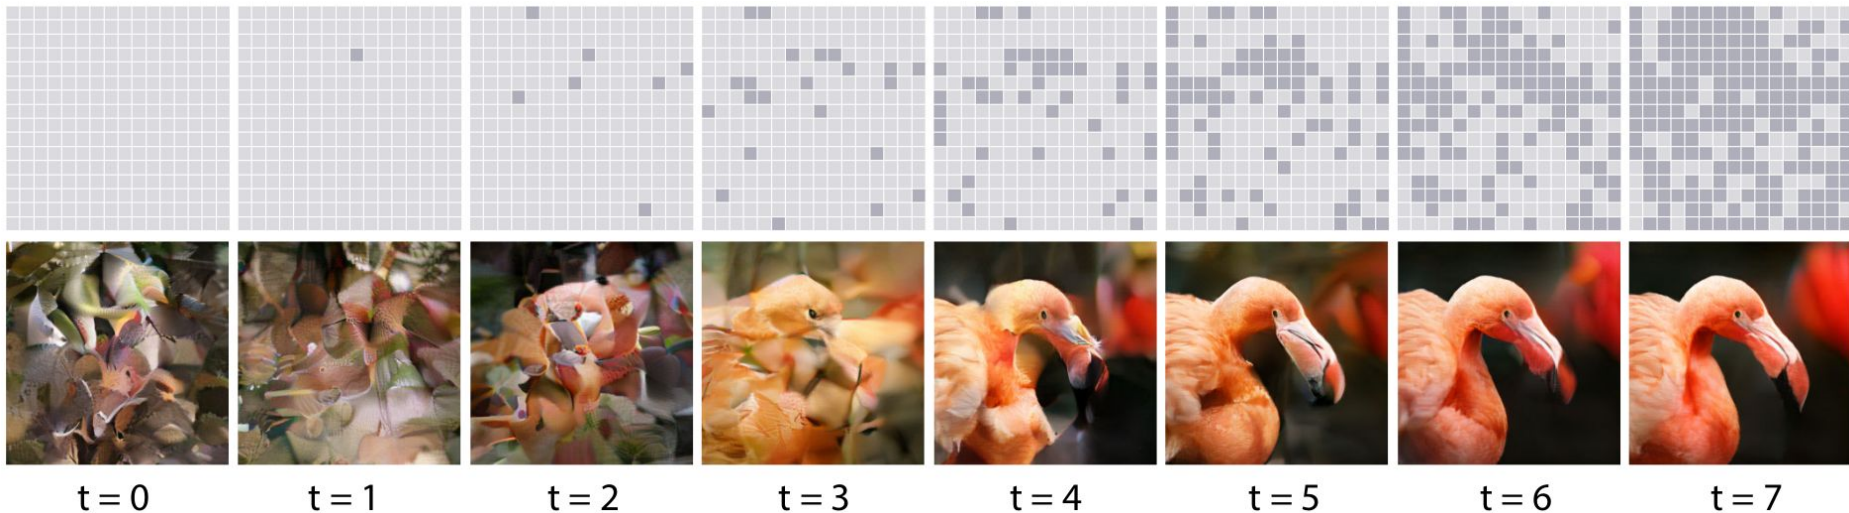 t = 0
t = 1
t = 2
t = 3
t = 4
t = 5
t = 6
t = 7